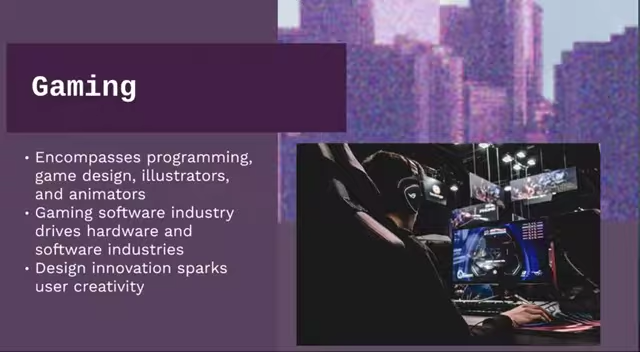 Gaming
• Encompasses programming,
game design, illustrators,
and animators
• Gaming software industry
drives hardware and
software industries
• Design innovation sparks
user creativity